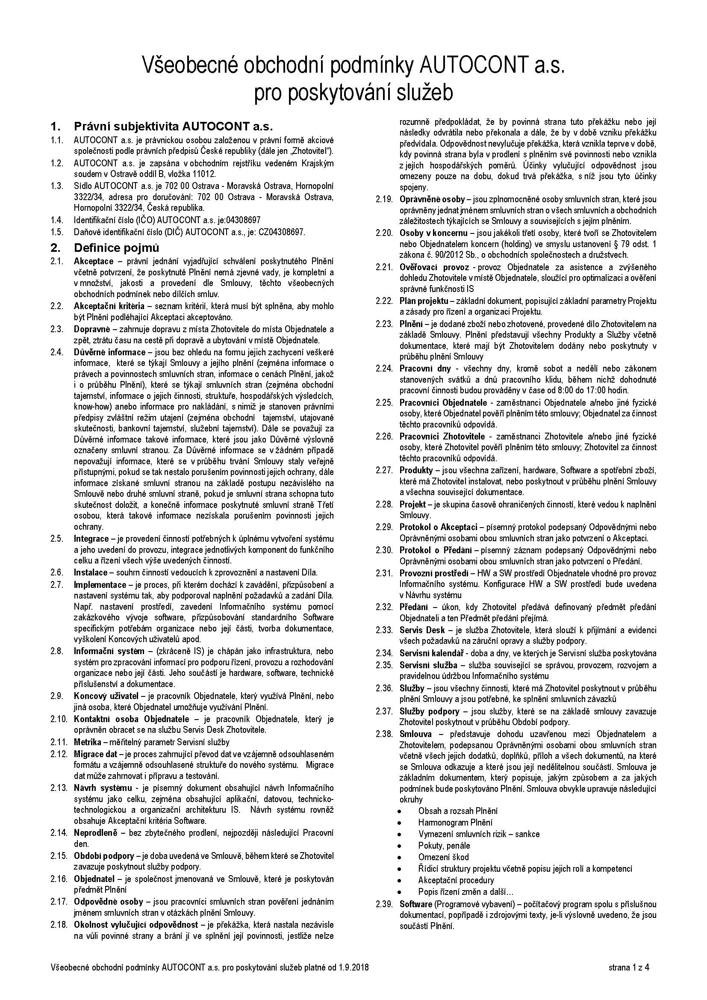 Všeobecné obchodní podmínky AUTOCONT a.s.
pro poskytování služeb
1. Právní subjektivita AUTOCONT a.s.
1.1. AUTOCONT a.s. je právnickou osobou založenou v právní formě akciové
společnosti podle právních předpisů České republiky (dále jen „Zhotovitel“).
1.2. AUTOCONT a.s. je zapsána v obchodním rejstříku vedeném Krajským
soudem v Ostravě oddíl B, vložka 11012.
1.3. Sídlo AUTOCONT a.s. je 702 00 Ostrava - Moravská Ostrava, Hornopolní
3322/34, adresa pro doručování: 702 00 Ostrava - Moravská Ostrava,
Hornopolní 3322/34, Česká republika.
1.4. Identifikační číslo (IČO) AUTOCONT a.s. je:04308697
1.5. Daňové identifikační číslo (DIČ) AUTOCONT a.s., je: CZ04308697.
2. Definice pojmů
2.1. Akceptace – právní jednání vyjadřující schválení poskytnutého Plnění
včetně potvrzení, že poskytnuté Plnění nemá zjevné vady, je kompletní a
v množství, jakosti a provedení dle Smlouvy, těchto všeobecných
obchodních podmínek nebo dílčích smluv.
2.2. Akceptační kritéria – seznam kritérií, která musí být splněna, aby mohlo
být Plnění podléhající Akceptaci akceptováno.
2.3. Dopravné – zahrnuje dopravu z místa Zhotovitele do místa Objednatele a
zpět, ztrátu času na cestě při dopravě a ubytování v místě Objednatele.
2.4. Důvěrné informace – jsou bez ohledu na formu jejich zachycení veškeré
informace, které se týkají Smlouvy a jejího plnění (zejména informace o
právech a povinnostech smluvních stran, informace o cenách Plnění, jakož
i o průběhu Plnění), které se týkají smluvních stran (zejména obchodní
tajemství, informace o jejich činnosti, struktuře, hospodářských výsledcích,
know-how) anebo informace pro nakládání, s nimiž je stanoven právními
předpisy zvláštní režim utajení (zejména obchodní tajemství, utajované
skutečnosti, bankovní tajemství, služební tajemství). Dále se považují za
Důvěrné informace takové informace, které jsou jako Důvěrné výslovně
označeny smluvní stranou. Za Důvěrné informace se v žádném případě
nepovažují informace, které se v průběhu trvání Smlouvy staly veřejně
přístupnými, pokud se tak nestalo porušením povinnosti jejich ochrany, dále
informace získané smluvní stranou na základě postupu nezávislého na
Smlouvě nebo druhé smluvní straně, pokud je smluvní strana schopna tuto
skutečnost doložit, a konečně informace poskytnuté smluvní straně Třetí
osobou, která takové informace nezískala porušením povinnosti jejich
ochrany.
2.5. Integrace – je provedení činností potřebných k úplnému vytvoření systému
a jeho uvedení do provozu, integrace jednotlivých komponent do funkčního
celku a řízení všech výše uvedených činností.
2.6. Instalace – souhrn činností vedoucích k zprovoznění a nastavení Díla.
2.7. Implementace – je proces, při kterém dochází k zavádění, přizpůsobení a
nastavení systému tak, aby podporoval naplnění požadavků a zadání Díla.
Např. nastavení prostředí, zavedení Informačního systému pomocí
zakázkového vývoje software, přizpůsobování standardního Software
specifickým potřebám organizace nebo její části, tvorba dokumentace,
vyškolení Koncových uživatelů apod.
2.8. Informační systém – (zkráceně IS) je chápán jako infrastruktura, nebo
systém pro zpracování informací pro podporu řízení, provozu a rozhodování
organizace nebo její části. Jeho součástí je hardware, software, technické
příslušenství a dokumentace.
2.9. Koncový uživatel – je pracovník Objednatele, který využívá Plnění, nebo
jiná osoba, které Objednatel umožňuje využívání Plnění.
2.10. Kontaktní osoba Objednatele – je pracovník Objednatele, který je
oprávněn obracet se na službu Servis Desk Zhotovitele.
2.11. Metrika – měřitelný parametr Servisní služby
2.12. Migrace dat – je proces zahrnující převod dat ve vzájemně odsouhlaseném
formátu a vzájemně odsouhlasené struktuře do nového systému. Migrace
dat může zahrnovat i přípravu a testování.
2.13. Návrh systému - je písemný dokument obsahující návrh Informačního
systému jako celku, zejména obsahující aplikační, datovou, technicko-
technologickou a organizační architekturu IS. Návrh systému rovněž
obsahuje Akceptační kritéria Software.
2.14. Neprodleně – bez zbytečného prodlení, nejpozději následující Pracovní
den.
2.15. Období podpory – je doba uvedená ve Smlouvě, během které se Zhotovitel
zavazuje poskytnout služby podpory.
2.16. Objednatel – je společnost jmenovaná ve Smlouvě, které je poskytován
předmět Plnění
2.17. Odpovědné osoby – jsou pracovníci smluvních stran pověření jednáním
jménem smluvních stran v otázkách plnění Smlouvy.
2.18. Okolnost vylučující odpovědnost – je překážka, která nastala nezávisle
na vůli povinné strany a brání jí ve splnění její povinnosti, jestliže nelze
rozumně předpokládat, že by povinná strana tuto překážku nebo její
následky odvrátila nebo překonala a dále, že by v době vzniku překážku
předvídala. Odpovědnost nevylučuje překážka, která vznikla teprve v době,
kdy povinná strana byla v prodlení s plněním své povinnosti nebo vznikla
z jejích hospodářských poměrů. Účinky vylučující odpovědnost jsou
omezeny pouze na dobu, dokud trvá překážka, s níž jsou tyto účinky
spojeny.
2.19. Oprávněné osoby – jsou zplnomocněné osoby smluvních stran, které jsou
oprávněny jednat jménem smluvních stran o všech smluvních a obchodních
záležitostech týkajících se Smlouvy a souvisejících s jejím plněním.
2.20. Osoby v koncernu – jsou jakékoli třetí osoby, které tvoří se Zhotovitelem
nebo Objednatelem koncern (holding) ve smyslu ustanovení § 79 odst. 1
zákona č. 90/2012 Sb., o obchodních společnostech a družstvech.
2.21. Ověřovací provoz - provoz Objednatele za asistence a zvýšeného
dohledu Zhotovitele v místě Objednatele, sloužící pro optimalizaci a ověření
správné funkčnosti IS
2.22. Plán projektu – základní dokument, popisující základní parametry Projektu
a zásady pro řízení a organizaci Projektu.
2.23. Plnění – je dodané zboží nebo zhotovené, provedené dílo Zhotovitelem na
základě Smlouvy. Plnění představují všechny Produkty a Služby včetně
dokumentace, které mají být Zhotovitelem dodány nebo poskytnuty v
průběhu plnění Smlouvy
2.24. Pracovní dny - všechny dny, kromě sobot a nedělí nebo zákonem
stanovených svátků a dnů pracovního klidu, během nichž dohodnuté
pracovní činnosti budou prováděny v čase od 8:00 do 17:00 hodin.
2.25. Pracovníci Objednatele - zaměstnanci Objednatele a/nebo jiné fyzické
osoby, které Objednatel pověří plněním této smlouvy; Objednatel za činnost
těchto pracovníků odpovídá.
2.26. Pracovníci Zhotovitele - zaměstnanci Zhotovitele a/nebo jiné fyzické
osoby, které Zhotovitel pověří plněním této smlouvy; Zhotovitel za činnost
těchto pracovníků odpovídá.
2.27. Produkty – jsou všechna zařízení, hardware, Software a spotřební zboží,
které má Zhotovitel instalovat, nebo poskytnout v průběhu plnění Smlouvy
a všechna související dokumentace.
2.28. Projekt – je skupina časově ohraničených činností, které vedou k naplnění
Smlouvy.
2.29. Protokol o Akceptaci – písemný protokol podepsaný Odpovědnými nebo
Oprávněnými osobami obou smluvních stran jako potvrzení o Akceptaci.
2.30. Protokol o Předání – písemný záznam podepsaný Odpovědnými nebo
Oprávněnými osobami obou smluvních stran jako potvrzení o Předání.
2.31. Provozní prostředí – HW a SW prostředí Objednatele vhodné pro provoz
Informačního systému. Konfigurace HW a SW prostředí bude uvedena
v Návrhu systému
2.32. Předání – úkon, kdy Zhotovitel předává definovaný předmět předání
Objednateli a ten Předmět předání přejímá.
2.33. Servis Desk – je služba Zhotovitele, která slouží k přijímání a evidenci
všech požadavků na záruční opravy a služby podpory.
2.34. Servisní kalendář - doba a dny, ve kterých je Servisní služba poskytována
2.35. Servisní služba – služba související se správou, provozem, rozvojem a
pravidelnou údržbou Informačního systému
2.36. Služby – jsou všechny činnosti, které má Zhotovitel poskytnout v průběhu
plnění Smlouvy a jsou potřebné, ke splnění smluvních závazků
2.37. Služby podpory – jsou služby, které se na základě smlouvy zavazuje
Zhotovitel poskytnout v průběhu Období podpory.
2.38. Smlouva – představuje dohodu uzavřenou mezi Objednatelem a
Zhotovitelem, podepsanou Oprávněnými osobami obou smluvních stran
včetně všech jejich dodatků, doplňků, příloh a všech dokumentů, na které
se Smlouva odkazuje a které jsou její nedělitelnou součástí. Smlouva je
základním dokumentem, který popisuje, jakým způsobem a za jakých
podmínek bude poskytováno Plnění. Smlouva obvykle upravuje následující
okruhy
• Obsah a rozsah Plnění
• Harmonogram Plnění
• Vymezení smluvních rizik – sankce
• Pokuty, penále
• Omezení škod
• Řídicí struktury projektu včetně popisu jejich rolí a kompetencí
• Akceptační procedury
• Popis řízení změn a další…
2.39. Software (Programové vybavení) – počítačový program spolu s příslušnou
dokumentací, popřípadě i zdrojovými texty, je-li výslovně uvedeno, že jsou
součástí Plnění.
Všeobecné obchodní podmínky AUTOCONT a.s. pro poskytování služeb platné od 1.9.2018
strana 1 z 4